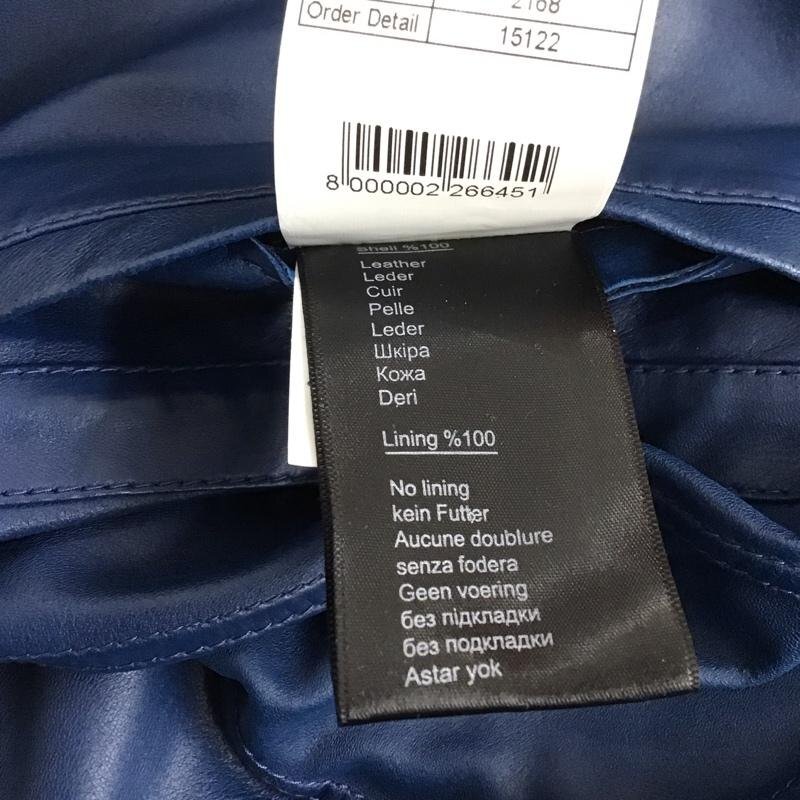 2168
Order Detail 15122
8 000002 266451
Shell %100
Leather
Leder
Cuir
Pelle
Leder
Шкіра
Кожа
Deri
Lining %100
No lining
kein Futter
Aucune doublure
senza fodera
Geen voering
без підкладки
без подкладки
Astar yok